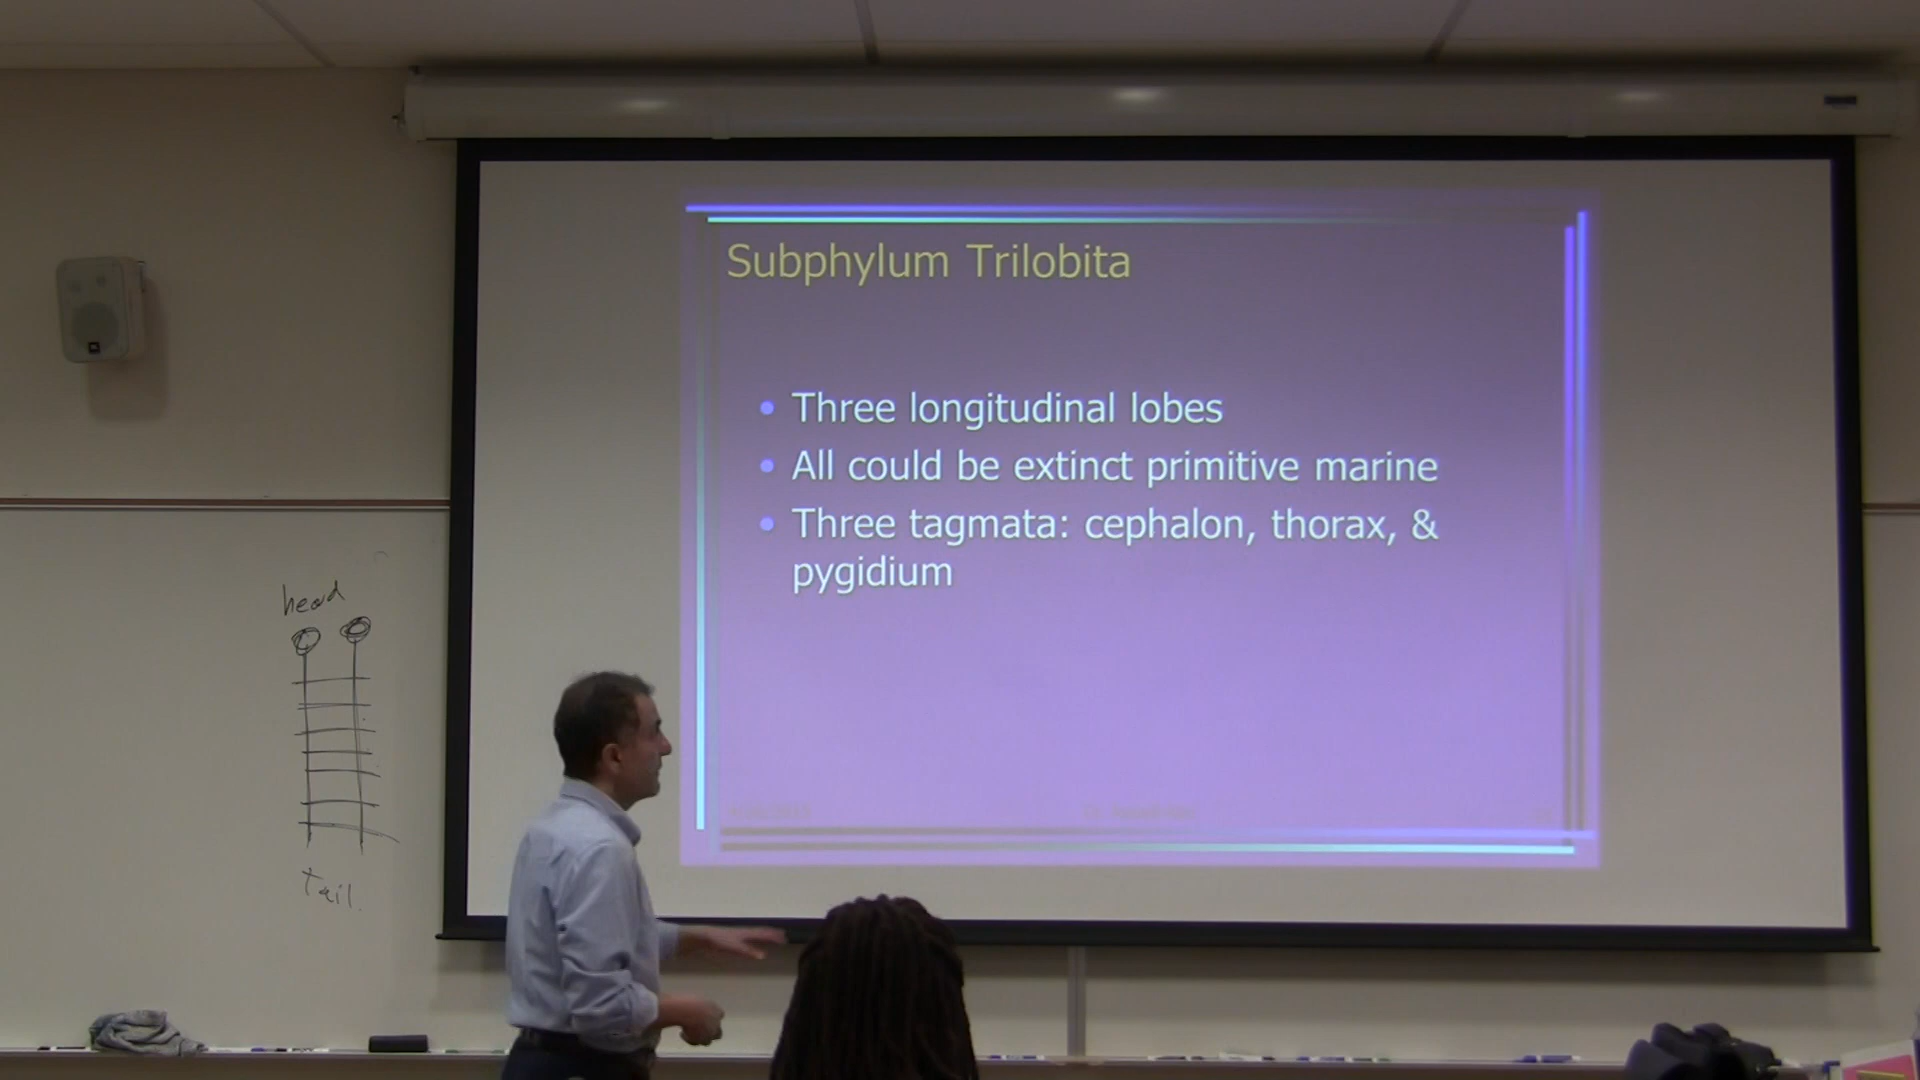 Subphylum Trilobita
• Three longitudinal lobes
• All could be extinct primitive marine
• Three tagmata: cephalon, thorax, &
pygidium
head
Tail.